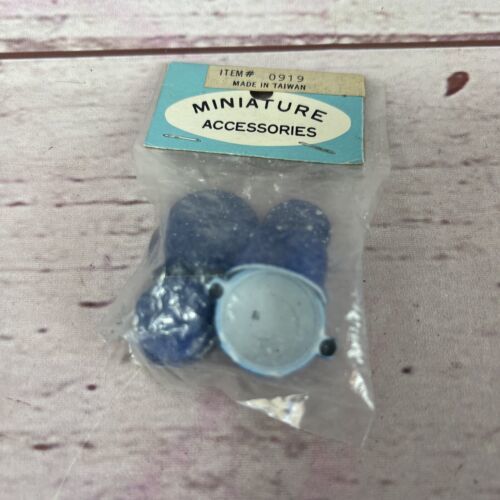 ITEM# 0919
MADE IN TAIWAN
MINIATURE
ACCESSORIES